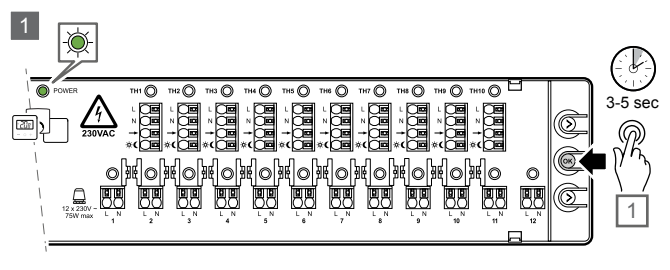 1
POWER
TH1 TH2 TH3 TH4 TH5 TH6 TH7 TH8 TH9 TH10
3-5 sec
L L L L L L L L L L
N N N N N N N N N N
230VAC
OK
1
12 x 230V ~
75W max
L N L N L N L N L N L N L N L N L N L N L N L N
1 2 3 4 5 6 7 8 9 10 11 12